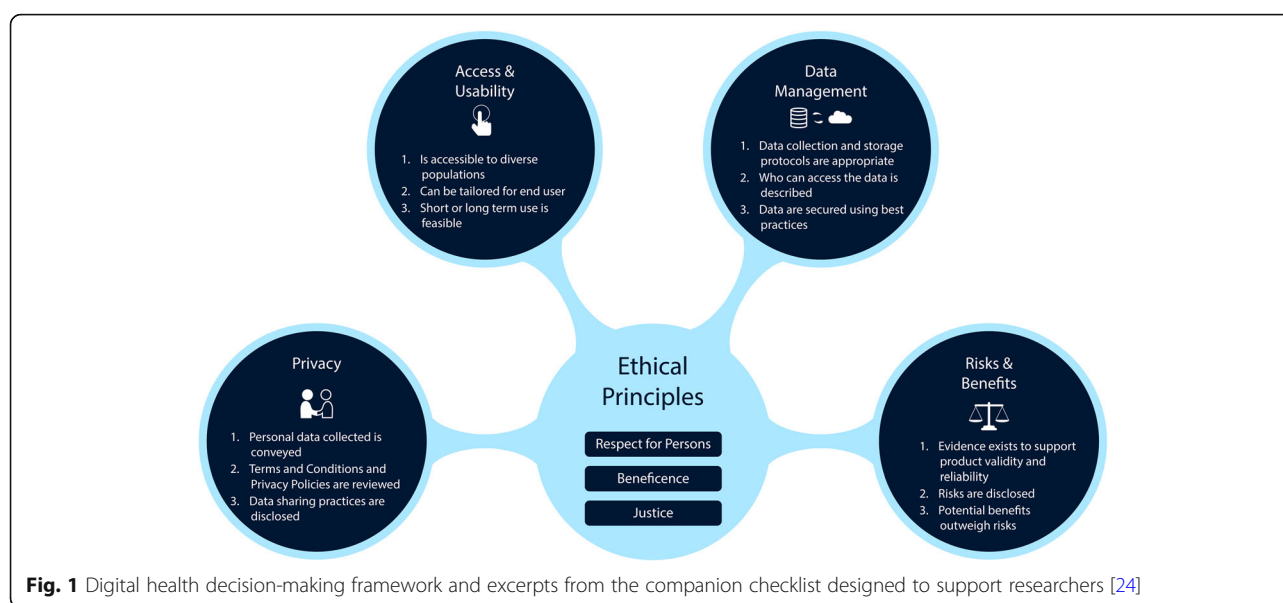 Access &
Usability
1. Is accessible to diverse
populations
2. Can be tailored for end user
3. Short or long term use is
feasible
Data
Management
1. Data collection and storage
protocols are appropriate
2. Who can access the data is
described
3. Data are secured using best
practices
Privacy
1. Personal data collected is
conveyed
2. Terms and Conditions and
Privacy Policies are reviewed
3. Data sharing practices are
disclosed
Ethical
Principles
Respect for Persons
Beneficence
Justice
Risks &
Benefits
1. Evidence exists to support
product validity and
reliability
2. Risks are disclosed
3. Potential benefits
outweigh risks
Fig. 1 Digital health decision-making framework and excerpts from the companion checklist designed to support researchers [24]